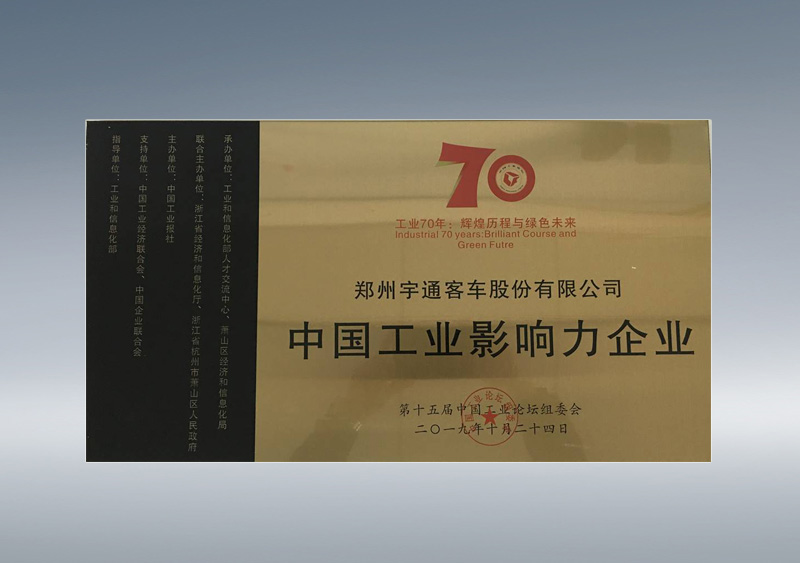 指导单位：工业和信息化部
支持单位：中国工业经济联合会、中国企业联合会
主办单位：中国工业报社
联合主办单位：浙江省经济和信息化厅、浙江省杭州市萧山区人民政府
承办单位：工业和信息化部人才交流中心、萧山区经济和信息化局
70
工业70年：辉煌历程与绿色未来
Industrial 70 years:Brilliant Course and
Green Futre
郑州宇通客车股份有限公司
中国工业影响力企业
第十五届中国工业论坛组委会
二〇一九年十月二十四日